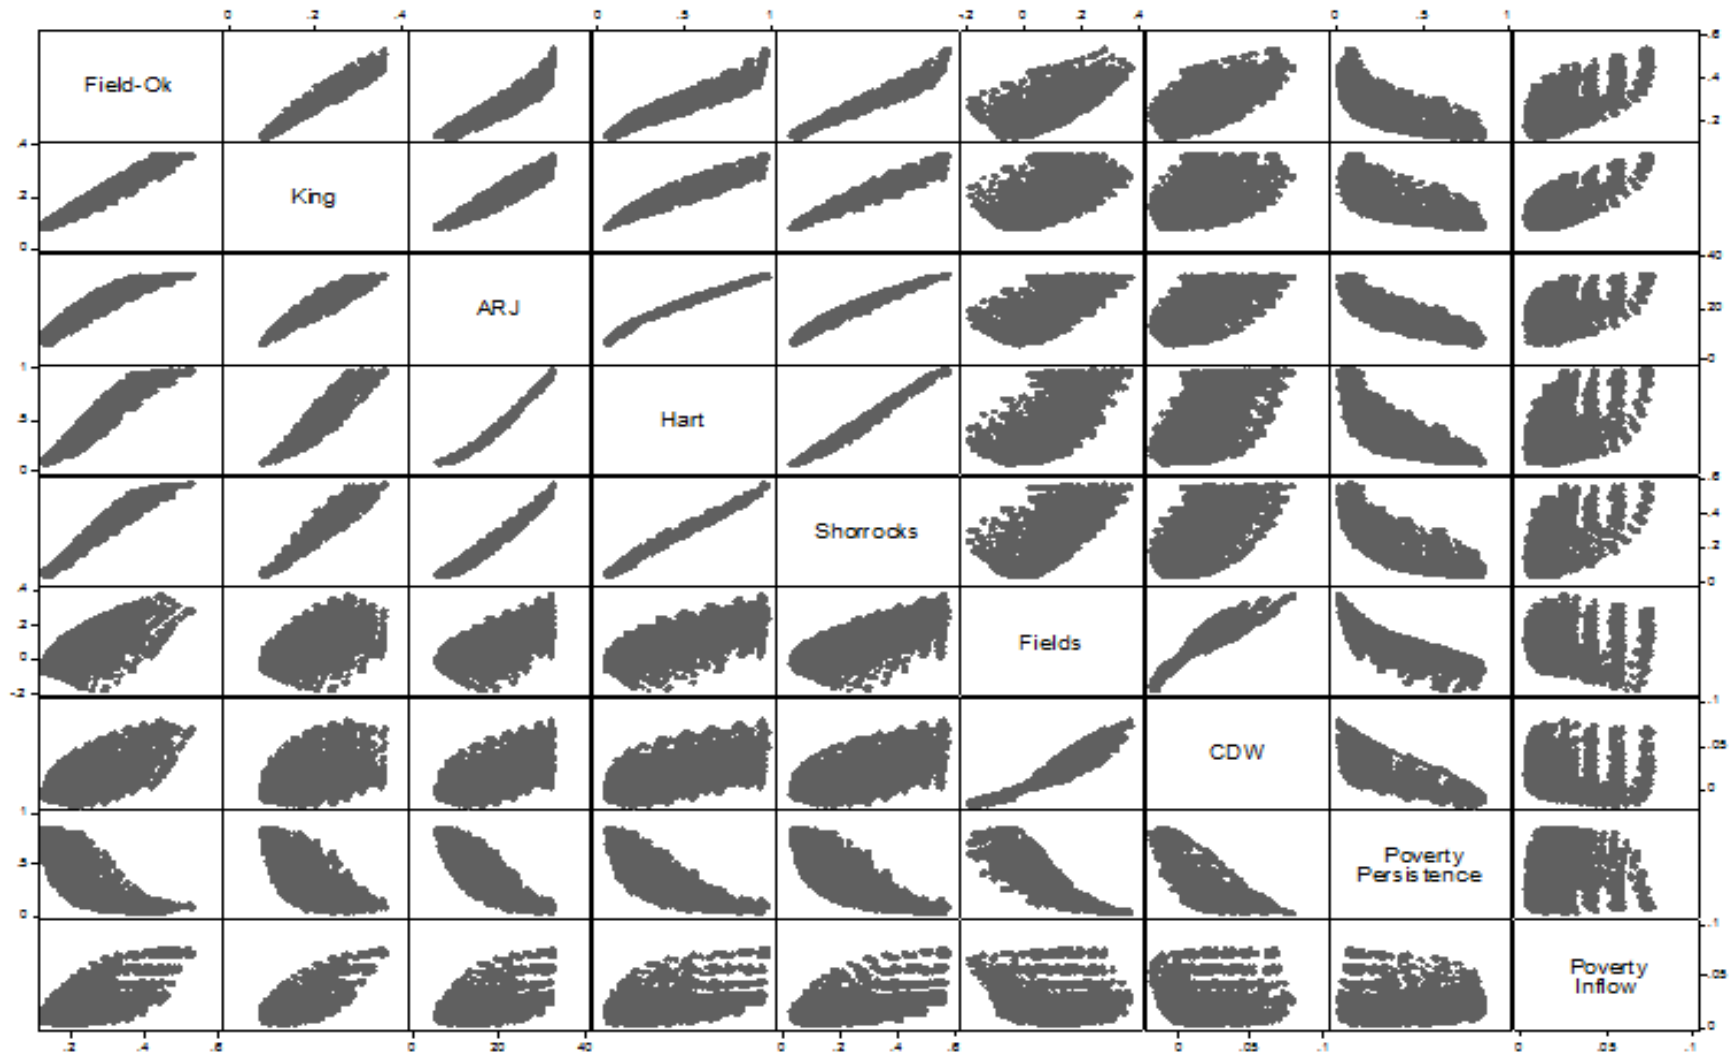 0 .2 .4 0 .5 1 -.2 0 .2 .4 0 .5 1
Field-Ok
.6
.4
.2
.4
.2
0
King
ARJ
40
20
0
1
.5
0
Hart
Shorrocks
.6
.4
.2
0
.4
.2
0
-.2
Fields
CDW
.1
.05
0
1
.5
0
Poverty
Persistence
Poverty
Inflow
.1
.05
0
.2 .4 .6 0 20 40 0 .2 .4 .6 0 .05 .1 0 .05 .1